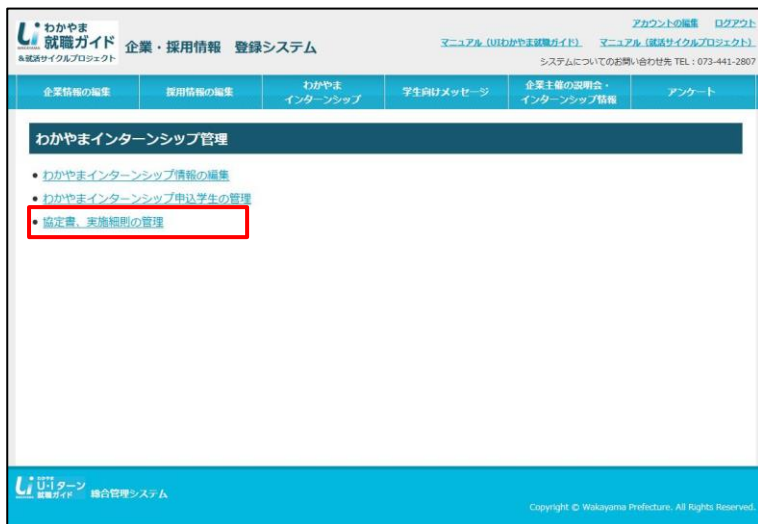 わかやま
就職ガイド
&就活サイクルプロジェクト
企業・採用情報 登録システム
アカウントの編集 ログアウト
マニュアル（UIわかやま就職ガイド） マニュアル（就活サイクルプロジェクト）
システムについてのお問い合わせ先 TEL：073-441-2807
企業情報の編集
採用情報の編集
わかやま
インターンシップ
学生向けメッセージ
企業主催の説明会・
インターンシップ情報
アンケート
わかやまインターンシップ管理
• わかやまインターンシップ情報の編集
• わかやまインターンシップ申込学生の管理
• 協定書、実施細則の管理
U・Iターン
就職ガイド
総合管理システム
Copyright © Wakayama Prefecture. All Rights Reserved.